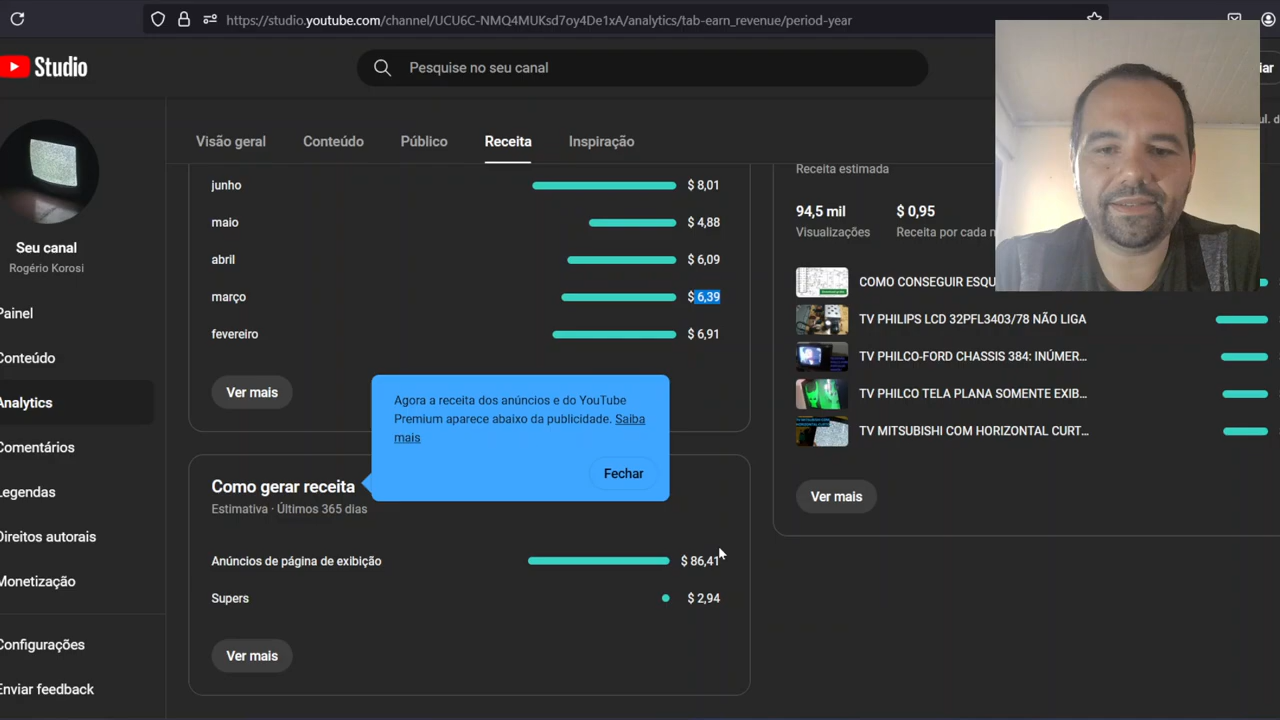 https://studio.youtube.com/channel/UCU6C-NMQ4MUKsd7oy4De1xA/analytics/tab-earn_revenue/period-year
Studio
Pesquise no seu canal
iar
Seu canal
Rogério Korosi
Painel
Conteúdo
Analytics
Comentários
Legendas
Direitos autorais
Monetização
Configurações
Enviar feedback
Visão geral
Conteúdo
Público
Receita
Inspiração
ul. d
junho $ 8,01
maio $ 4,88
abril $ 6,09
março $ 6,39
fevereiro $ 6,91
Ver mais
Agora a receita dos anúncios e do YouTube
Premium aparece abaixo da publicidade. Saiba
mais
Fechar
Como gerar receita
Estimativa · Últimos 365 dias
Anúncios de página de exibição $ 86,41
Supers $ 2,94
Ver mais
Receita estimada
94,5 mil $ 0,95
Visualizações Receita por cada m
COMO CONSEGUIR ESQU
TV PHILIPS LCD 32PFL3403/78 NÃO LIGA
TV PHILCO-FORD CHASSIS 384: INÚMER...
TV PHILCO TELA PLANA SOMENTE EXIB...
TV MITSUBISHI COM HORIZONTAL CURT...
Ver mais